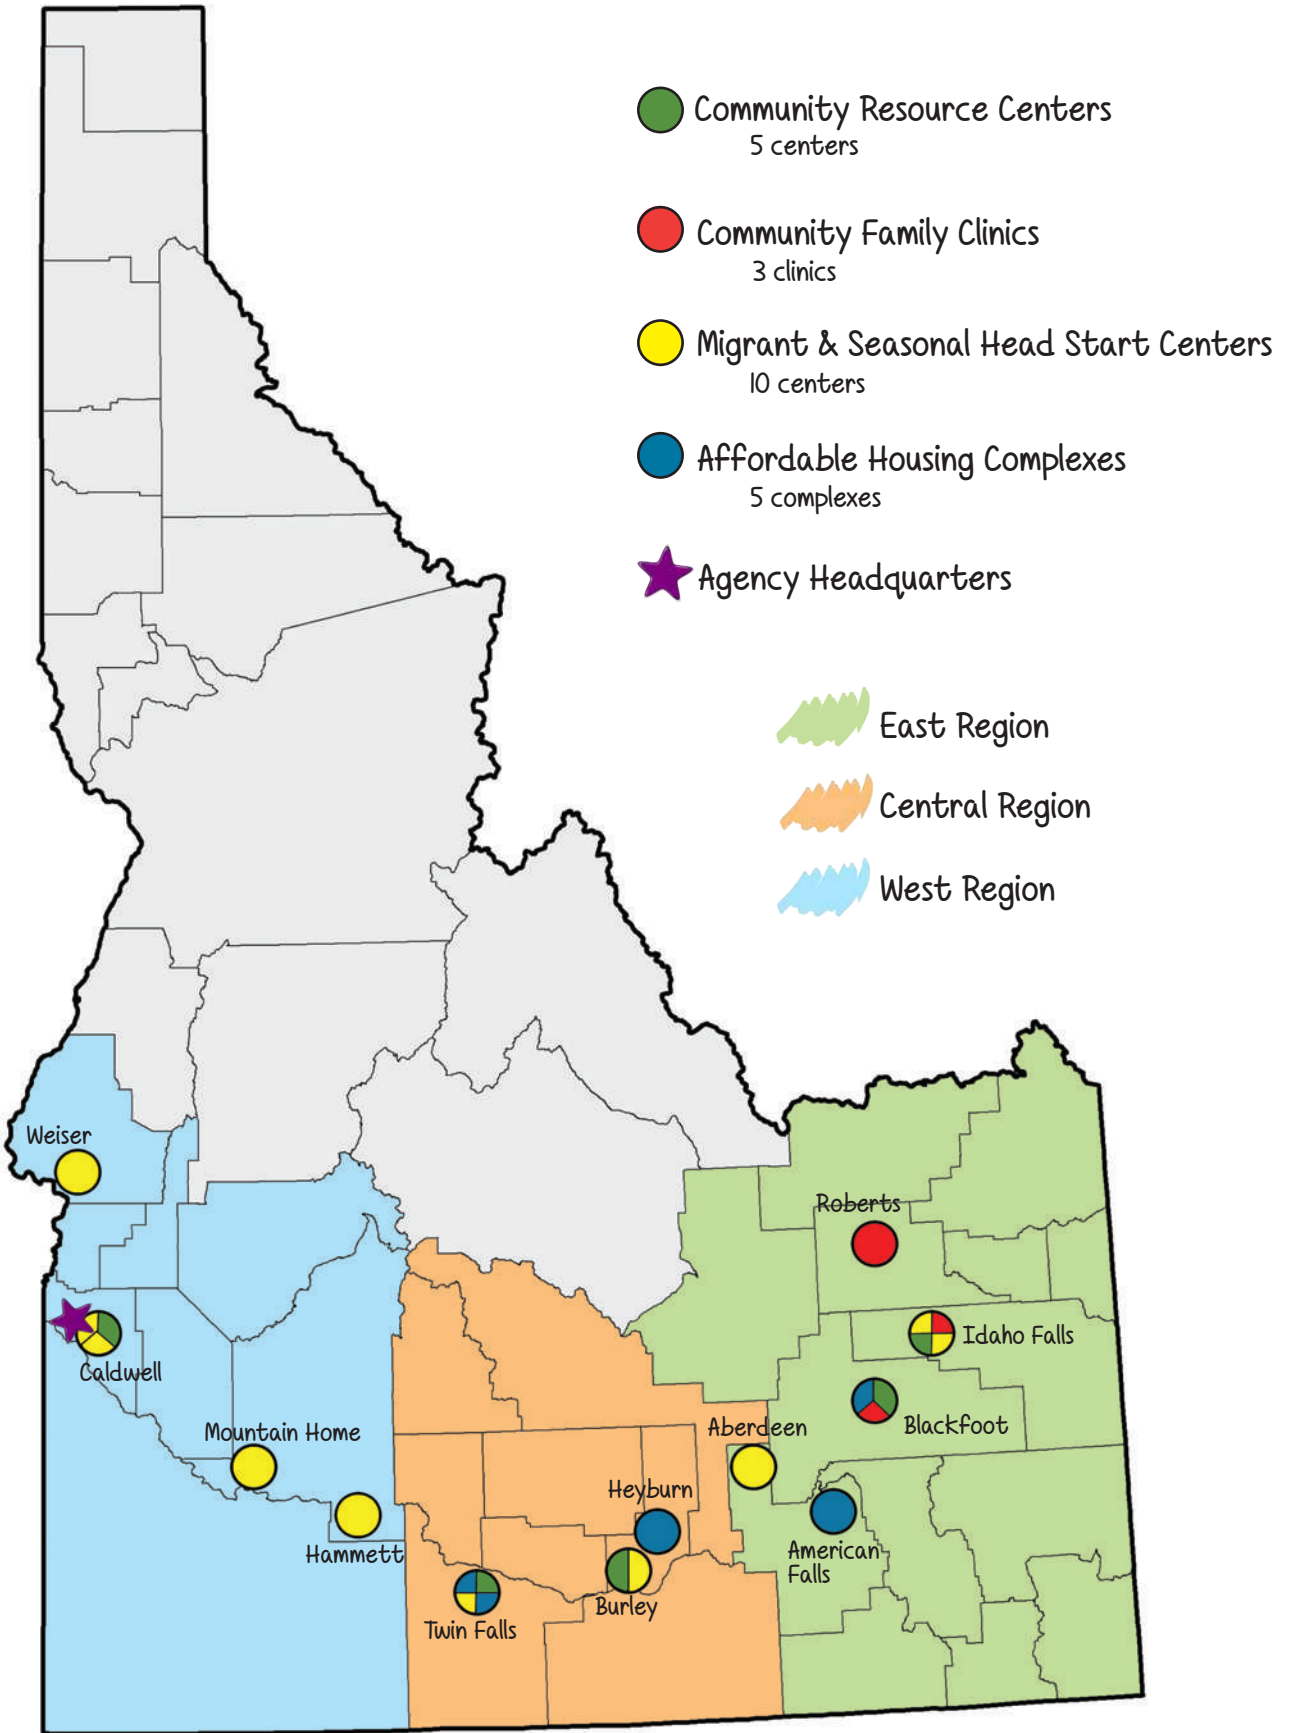 Community Resource Centers
5 centers
Community Family Clinics
3 clinics
Migrant & Seasonal Head Start Centers
10 centers
Affordable Housing Complexes
5 complexes
Agency Headquarters
East Region
Central Region
West Region
Weiser
Roberts
Idaho Falls
Caldwell
Blackfoot
Mountain Home
Aberdeen
Heyburn
Hammett
American
Falls
Burley
Twin Falls